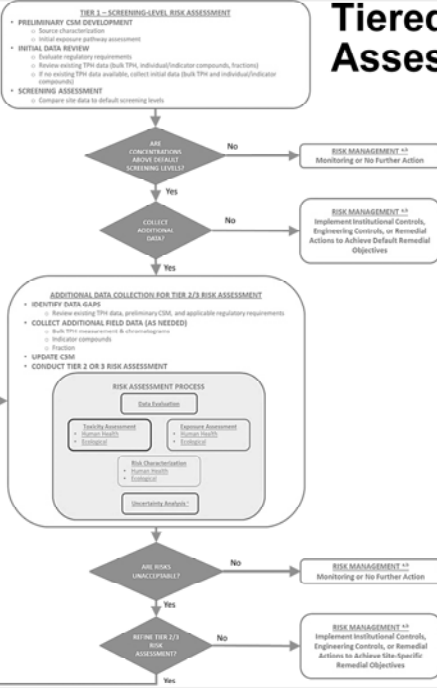 Tiered
Asses
TIER 1 – SCREENING-LEVEL RISK ASSESSMENT
• PRELIMINARY CSM DEVELOPMENT
o Source characterization
o Initial exposure pathway assessment
• INITIAL DATA REVIEW
o Evaluate regulatory requirements
o Review existing TPH data (bulk TPH, individual/indicator compounds, fractions)
o If no existing TPH data available, collect initial data (bulk TPH and individual/indicator
compounds)
• SCREENING ASSESSMENT
o Compare site data to default screening levels
ARE
CONCENTRATIONS
ABOVE DEFAULT
SCREENING LEVELS?
No
RISK MANAGEMENT a,b
Monitoring or No Further Action
Yes
COLLECT
ADDITIONAL
DATA?
No
RISK MANAGEMENT a,b
Implement Institutional Controls,
Engineering Controls, or Remedial
Actions to Achieve Default Remedial
Objectives
Yes
ADDITIONAL DATA COLLECTION FOR TIER 2/3 RISK ASSESSMENT
• IDENTIFY DATA GAPS
o Review existing TPH data, preliminary CSM, and applicable regulatory requirements
• COLLECT ADDITIONAL FIELD DATA (AS NEEDED)
o Bulk TPH measurement & chromatograms
o Indicator compounds
o Fraction
• UPDATE CSM
• CONDUCT TIER 2 OR 3 RISK ASSESSMENT
RISK ASSESSMENT PROCESS
Data Evaluation
Toxicity Assessment
• Human Health
• Ecological
Exposure Assessment
• Human Health
• Ecological
Risk Characterization
• Human Health
• Ecological
Uncertainty Analysis c
ARE RISKS
UNACCEPTABLE?
No
RISK MANAGEMENT a,b
Monitoring or No Further Action
Yes
REFINE TIER 2/3
RISK
ASSESSMENT?
No
RISK MANAGEMENT a,b
Implement Institutional Controls,
Engineering Controls, or Remedial
Actions to Achieve Site-Specific
Remedial Objectives
Yes